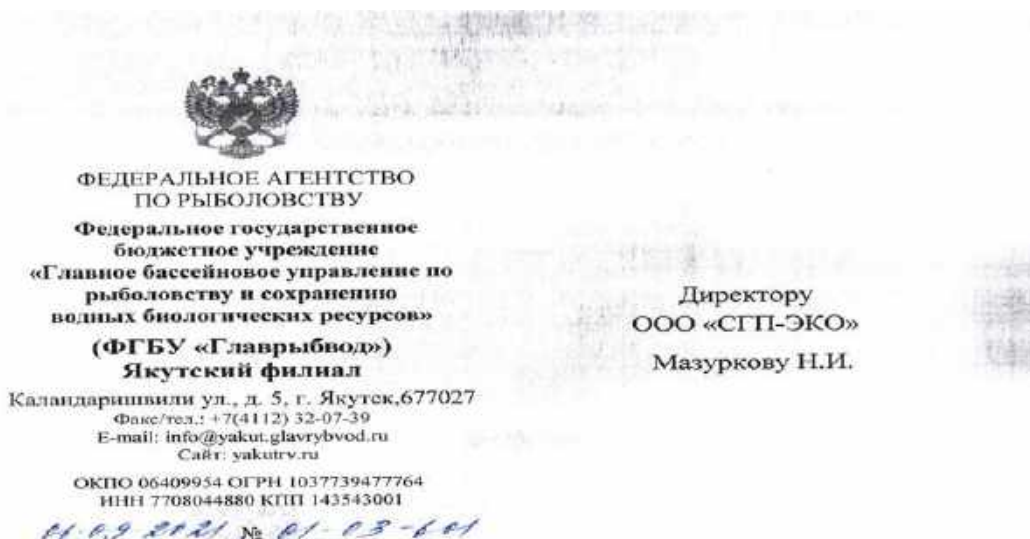 ФЕДЕРАЛЬНОЕ АГЕНТСТВО
ПО РЫБОЛОВСТВУ
Федеральное государственное
бюджетное учреждение
«Главное бассейновое управление по
рыболовству и сохранению
водных биологических ресурсов»
(ФГБУ «Главрыбвод»)
Якутский филиал
Каландаришвили ул., д. 5, г. Якутск,677027
Факс/тел.: +7(4112) 32-07-39
E-mail: info@yakut.glavrybvod.ru
Сайт: yakutrv.ru
ОКПО 06409954 ОГРН 1037739477764
ИНН 7708044880 КПП 143543001
09.2021 № 01-03-601
Директору
ООО «СГП-ЭКО»
Мазуркову Н.И.